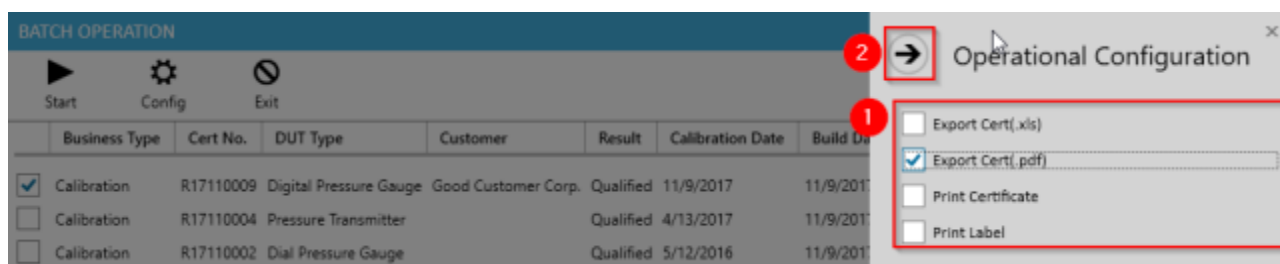 BATCH OPERATION
Start Config Exit
Business Type Cert No. DUT Type Customer Result Calibration Date Build Da
Calibration R17110009 Digital Pressure Gauge Good Customer Corp. Qualified 11/9/2017 11/9/2017
Calibration R17110004 Pressure Transmitter Qualified 4/13/2017 11/9/2017
Calibration R17110002 Dial Pressure Gauge Qualified 5/12/2016 11/9/2017
2
Operational Configuration
1
Export Cert(.xls)
Export Cert(.pdf)
Print Certificate
Print Label